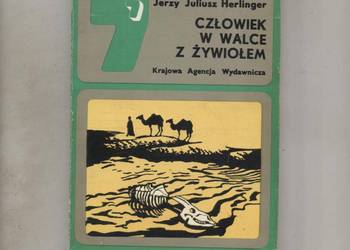 Jerzy Juliusz Herlinger
CZŁOWIEK
W WALCE
Z ŻYWIOŁEM
Krajowa Agencja Wydawnicza